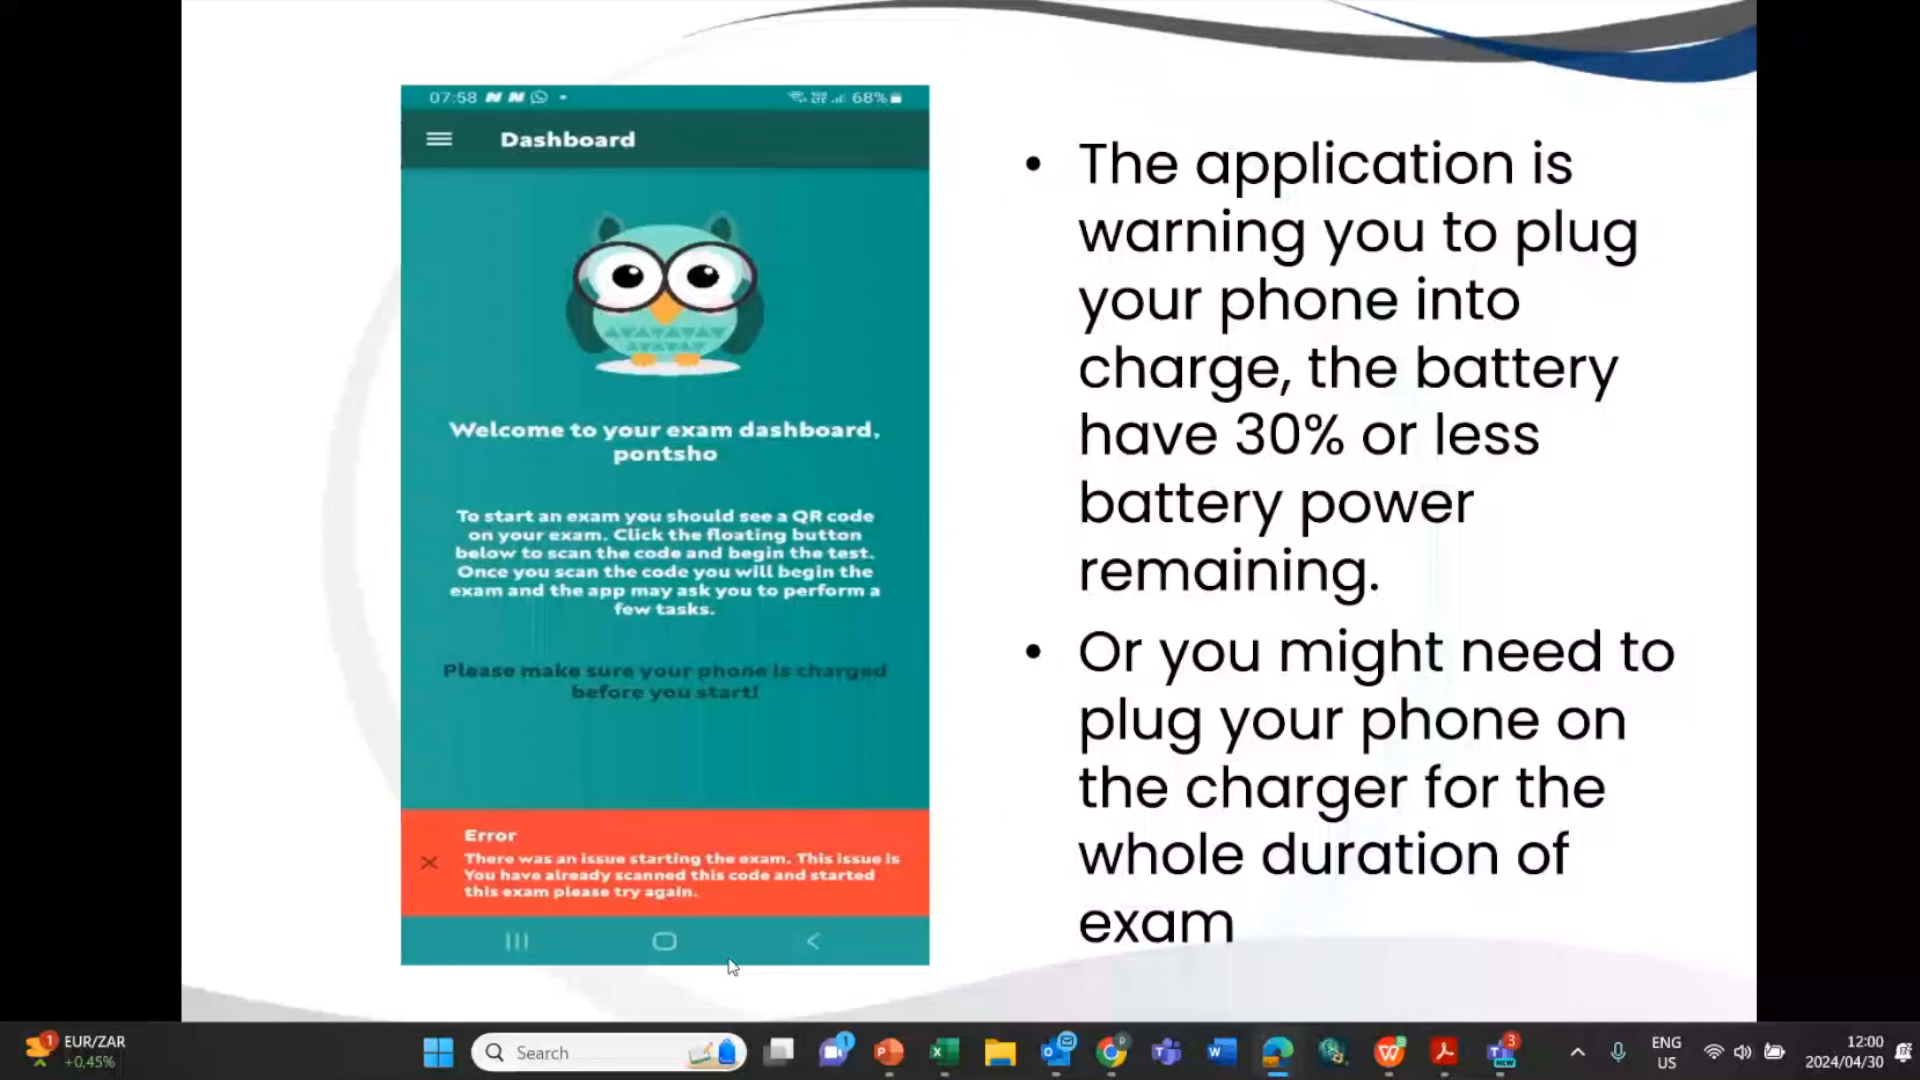 07:58 68%
Dashboard
Welcome to your exam dashboard,
pontsho
To start an exam you should see a QR code
on your exam. Click the floating button
below to scan the code and begin the test.
Once you scan the code you will begin the
exam and the app may ask you to perform a
few tasks.
Please make sure your phone is charged
before you start!
Error
There was an issue starting the exam. This issue is
You have already scanned this code and started
this exam please try again.
• The application is
warning you to plug
your phone into
charge, the battery
have 30% or less
battery power
remaining.
• Or you might need to
plug your phone on
the charger for the
whole duration of
exam
1
EUR/ZAR
+0,45%
Search
1
3
NEW
ENG
US
12:00
2024/04/30